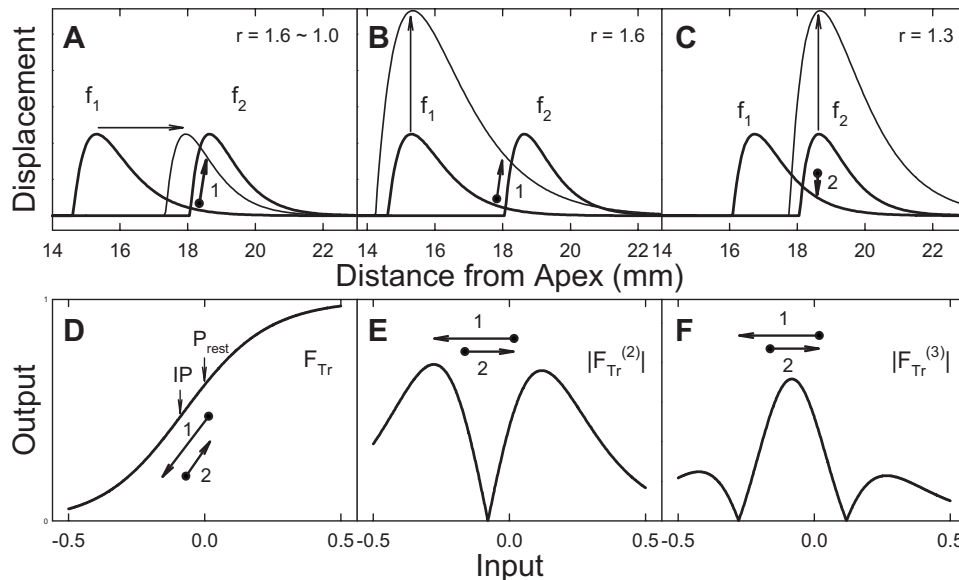 A
r = 1.6 ~ 1.0
f1
f2
1
B
r = 1.6
f1
f2
1
C
r = 1.3
f1
f2
2
Displacement
14 16 18 20 22 14 16 18 20 22 14 16 18 20 22
Distance from Apex (mm)
D
1
0
IP
Prest
FTr
1
2
E
1
2
|FTr(2)|
F
1
2
|FTr(3)|
Output
-0.5 0.0 0.5 -0.5 0.0 0.5 -0.5 0.0 0.5
Input